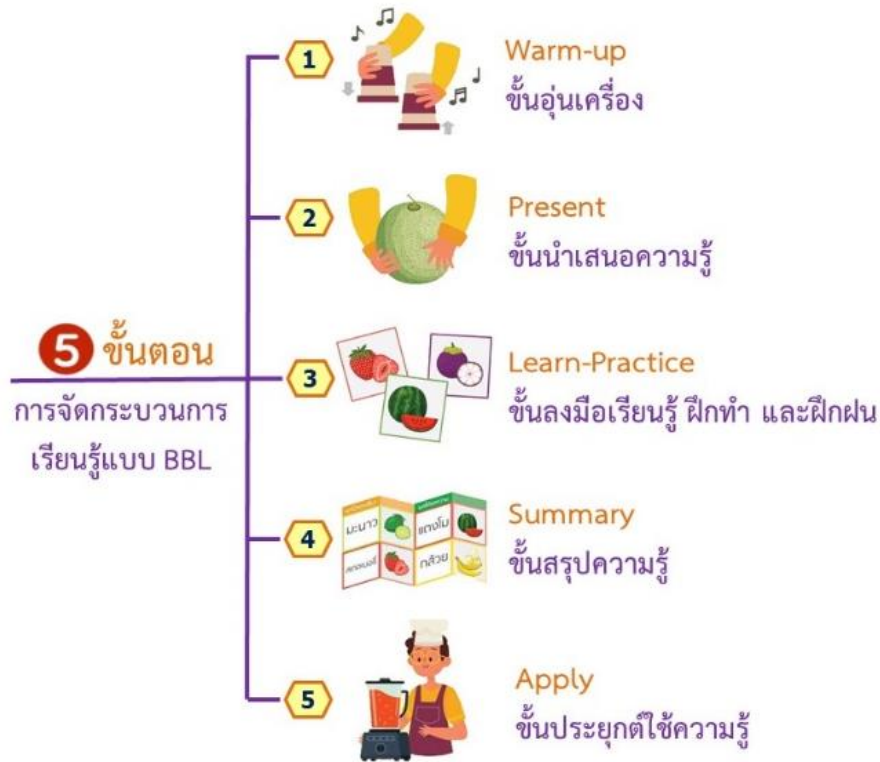 5 ขั้นตอน
การจัดกระบวนการ
เรียนรู้แบบ BBL
1
Warm-up
ขั้นอุ่นเครื่อง
2
Present
ขั้นนำเสนอความรู้
3
Learn-Practice
ขั้นลงมือเรียนรู้ ฝึกทำ และฝึกฝน
4
มะนาว
แตงโม
สตรอเบอรี่
กล้วย
Summary
ขั้นสรุปความรู้
5
Apply
ขั้นประยุกต์ใช้ความรู้